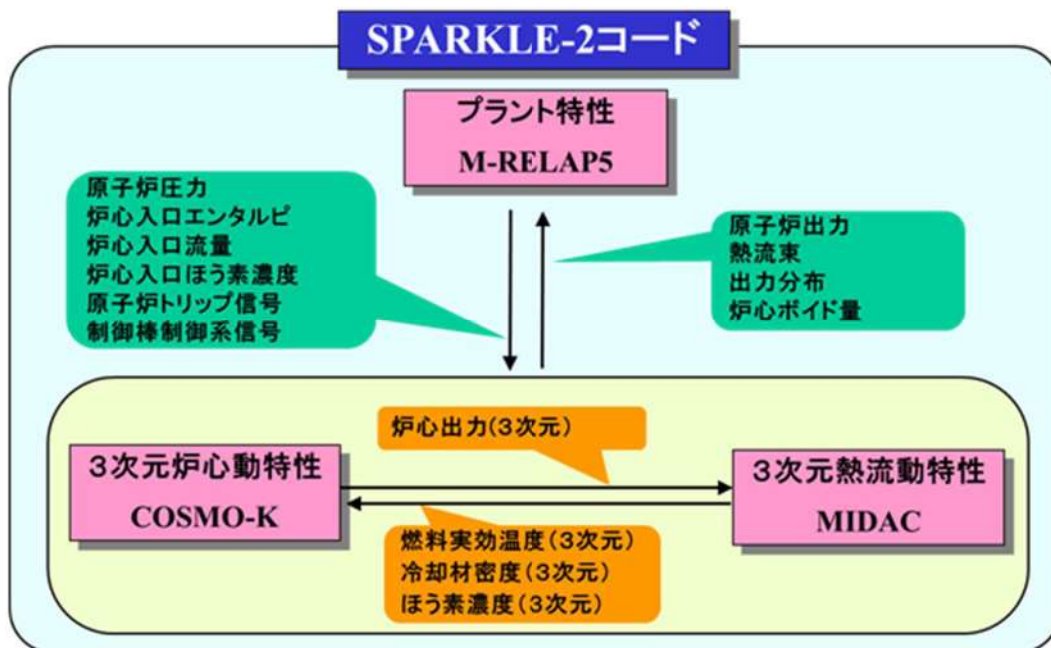 SPARKLE-2コード
プラント特性
M-RELAP5
原子炉圧力
炉心入口エンタルピ
炉心入口流量
炉心入口ほう素濃度
原子炉トリップ信号
制御棒制御系信号
原子炉出力
熱流束
出力分布
炉心ボイド量
炉心出力(3次元)
3次元炉心動特性
COSMO-K
3次元熱流動特性
MIDAC
燃料実効温度(3次元)
冷却材密度(3次元)
ほう素濃度(3次元)